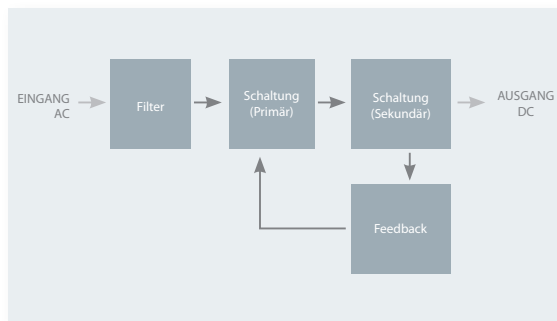 EINGANG
AC
Filter
Schaltung
(Primär)
Schaltung
(Sekundär)
AUSGANG
DC
Feedback